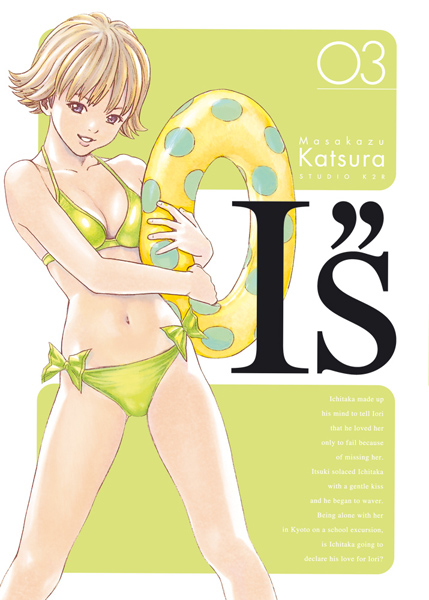 03
Masakazu
Katsura
STUDIO K2R
I"s
Ichitaka made up
his mind to tell Iori
that he loved her
only to fail because
of missing her.
Itsuki solaced Ichitaka
with a gentle kiss
and he began to waver.
Being alone with her
in Kyoto on a school excursion,
is Ichitaka going to
declare his love for Iori?